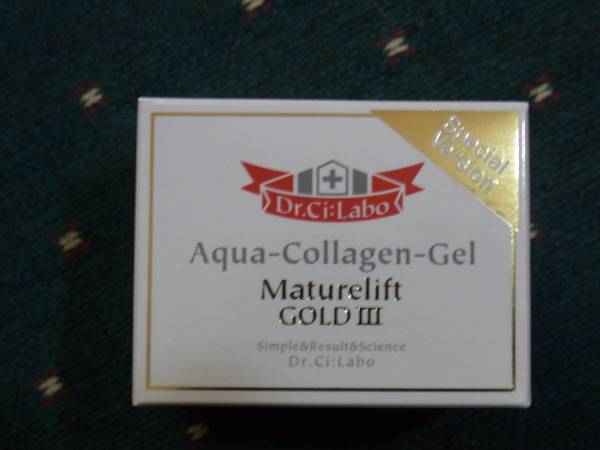 Special
Version
Dr.Ci:Labo
Aqua-Collagen-Gel
Maturelift
GOLD III
Simple&Result&Science
Dr.Ci:Labo